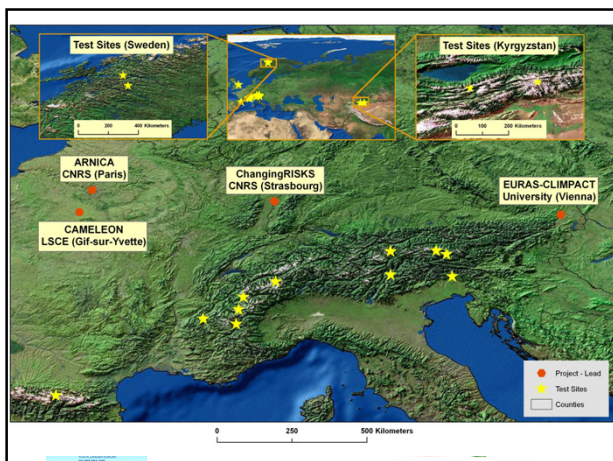 Test Sites (Sweden)
0 200 400 Kilometers
Test Sites (Kyrgyzstan)
0 100 200 Kilometers
ARNICA
CNRS (Paris)
CAMELEON
LSCE (Gif-sur-Yvette)
ChangingRISKS
CNRS (Strasbourg)
EURAS-CLIMPACT
University (Vienna)
Project - Lead
Test Sites
Counties
0 250 500 Kilometers